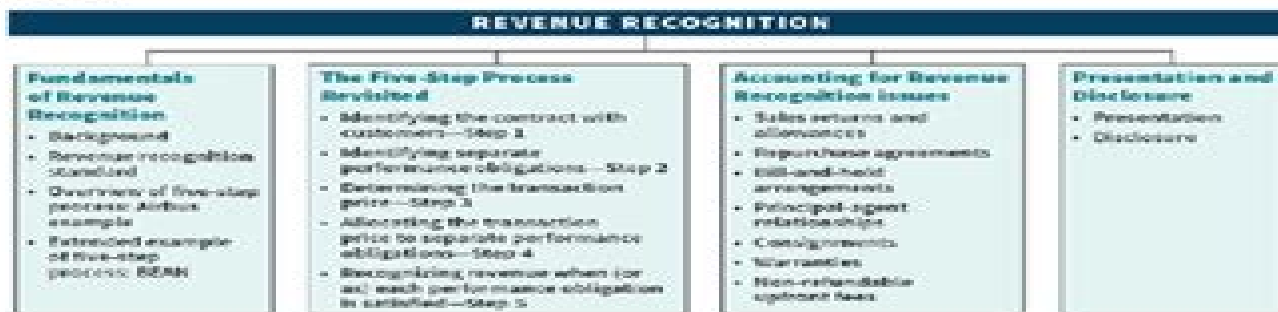 REVENUE RECOGNITION
Fundamentals
of Revenue
Recognition
• Background
• Revenue recognition
standard
• Overview of five-step
process: Airbus
example
• Extended example
of five-step
process: BEAN
The Five-Step Process
Revisited
• Identifying the contract with
customers—Step 1
• Identifying separate
performance obligations—Step 2
• Determining the transaction
price—Step 3
• Allocating the transaction
price to separate performance
obligations—Step 4
• Recognizing revenue when (or
as) each performance obligation
is satisfied—Step 5
Accounting for Revenue
Recognition Issues
• Sales returns and
allowances
• Repurchase agreements
• Bill-and-hold
arrangements
• Principal-agent
relationships
• Consignments
• Warranties
• Non-refundable
upfront fees
Presentation and
Disclosure
• Presentation
• Disclosure